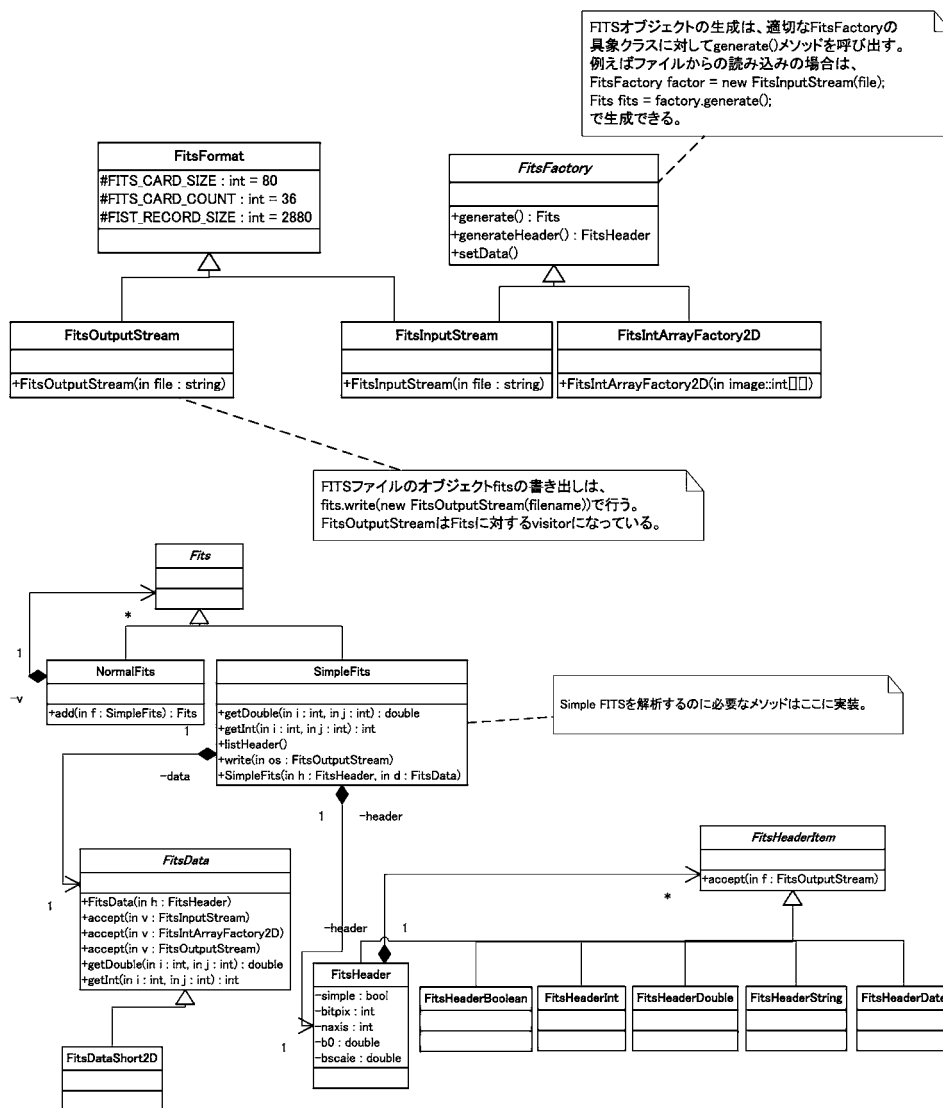 FITSオブジェクトの生成は、適切なFitsFactoryの
具象クラスに対してgenerate()メソッドを呼び出す。
例えばファイルからの読み込みの場合は、
FitsFactory factor = new FitsInputStream(file);
Fits fits = factory.generate();
で生成できる。
FitsFormat
#FITS_CARD_SIZE : int = 80
#FITS_CARD_COUNT : int = 36
#FIST_RECORD_SIZE : int = 2880
FitsFactory
+generate() : Fits
+generateHeader() : FitsHeader
+setData()
FitsOutputStream
+FitsOutputStream(in file : string)
FitsInputStream
+FitsInputStream(in file : string)
FitsIntArrayFactory2D
+FitsIntArrayFactory2D(in image::int[][])
FITSファイルのオブジェクトfitsの書き出しは、
fits.write(new FitsOutputStream(filename))で行う。
FitsOutputStreamはFitsに対するvisitorになっている。
Fits
*
1
-v
NormalFits
+add(in f : SimpleFits) : Fits
SimpleFits
+getDouble(in i : int, in j : int) : double
+getInt(in i : int, in j : int) : int
+listHeader()
+write(in os : FitsOutputStream)
+SimpleFits(in h : FitsHeader, in d : FitsData)
Simple FITSを解析するのに必要なメソッドはここに実装。
1
-data
1
1
-header
FitsData
+FitsData(in h : FitsHeader)
+accept(in v : FitsInputStream)
+accept(in v : FitsIntArrayFactory2D)
+accept(in v : FitsOutputStream)
+getDouble(in i : int, in j : int) : double
+getInt(in i : int, in j : int) : int
FitsDataShort2D
FitsHeaderItem
+accept(in f : FitsOutputStream)
*
-header
1
1
FitsHeader
-simple : bool
-bitpix : int
-naxis : int
-b0 : double
-bscale : double
FitsHeaderBoolean
FitsHeaderInt
FitsHeaderDouble
FitsHeaderString
FitsHeaderDate